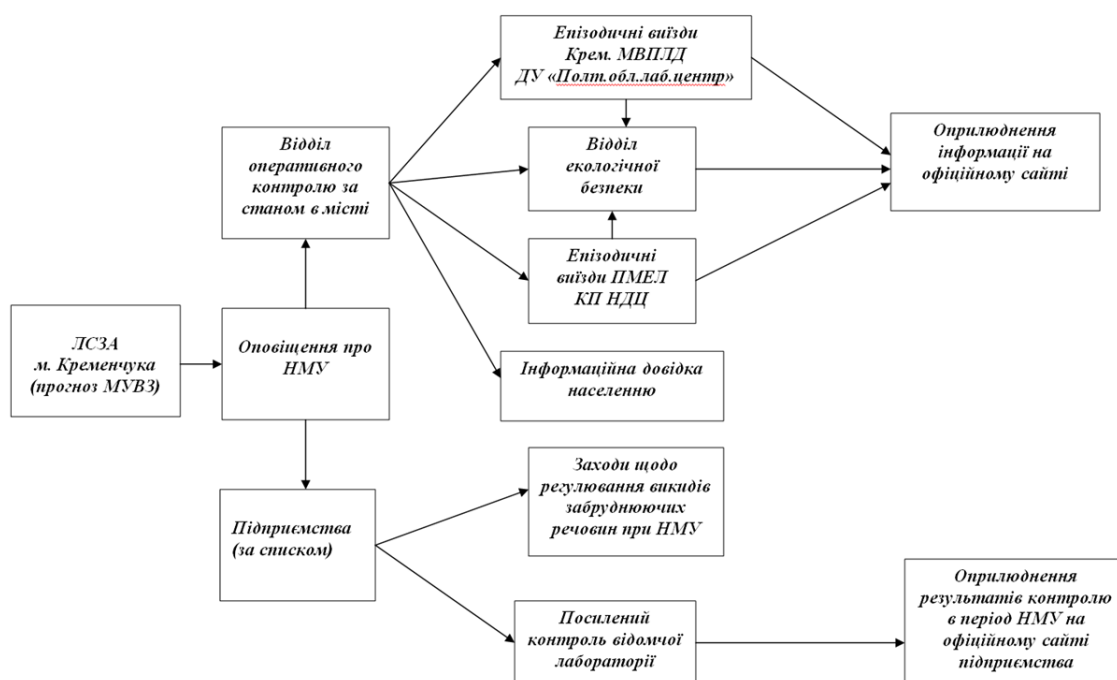 Епізодичні виїзди
Крем. МВПЛД
ДУ «Полт.обл.лаб.центр»
Відділ
оперативного
контролю за
станом в місті
Відділ
екологічної
безпеки
Оприлюднення
інформації на
офіційному сайті
Епізодичні
виїзди ПМЕЛ
КП НДЦ
ЛСЗА
м. Кременчука
(прогноз МУВЗ)
Оповіщення про
НМУ
Інформаційна довідка
населенню
Заходи щодо
регулювання викидів
забруднюючих
речовин при НМУ
Підприємства
(за списком)
Посилений
контроль відомчої
лабораторії
Оприлюднення
результатів контролю
в період НМУ на
офіційному сайті
підприємства